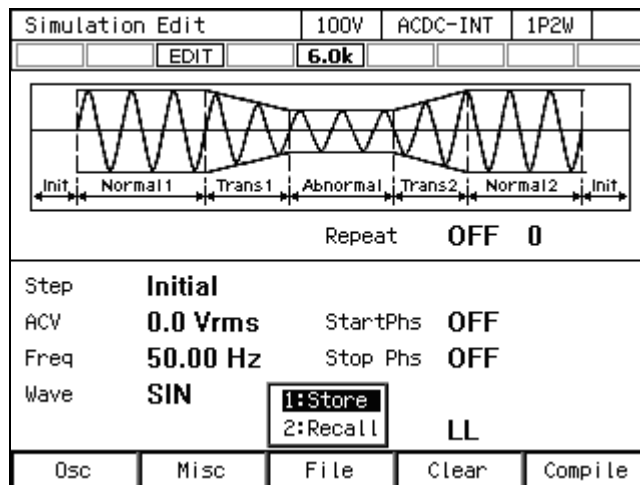 Simulation Edit 100V ACDC-INT 1P2W
EDIT 6.0k
Init Normal1 Trans1 Abnormal Trans2 Normal2 Init
Repeat OFF 0
Step Initial
ACV 0.0 Vrms StartPhs OFF
Freq 50.00 Hz Stop Phs OFF
Wave SIN
1:Store
2:Recall LL
Osc Misc File Clear Compile